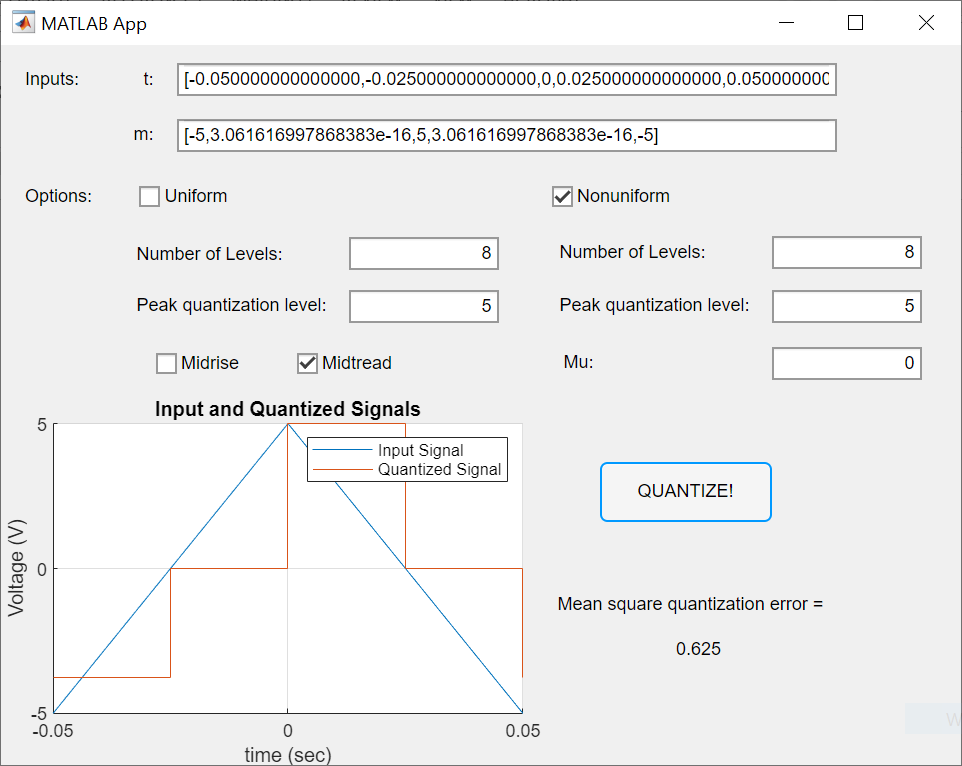 MATLAB App
Inputs: t: [-0.050000000000000,-0.025000000000000,0,0.025000000000000,0.050000000
m: [-5,3.061616997868383e-16,5,3.061616997868383e-16,-5]
Options: Uniform Nonuniform
Number of Levels: 8 Number of Levels: 8
Peak quantization level: 5 Peak quantization level: 5
Midrise Midtread Mu: 0
Input and Quantized Signals
5
Input Signal
Quantized Signal
QUANTIZE!
Voltage (V)
0
Mean square quantization error =
0.625
-5
-0.05 0 0.05
time (sec)